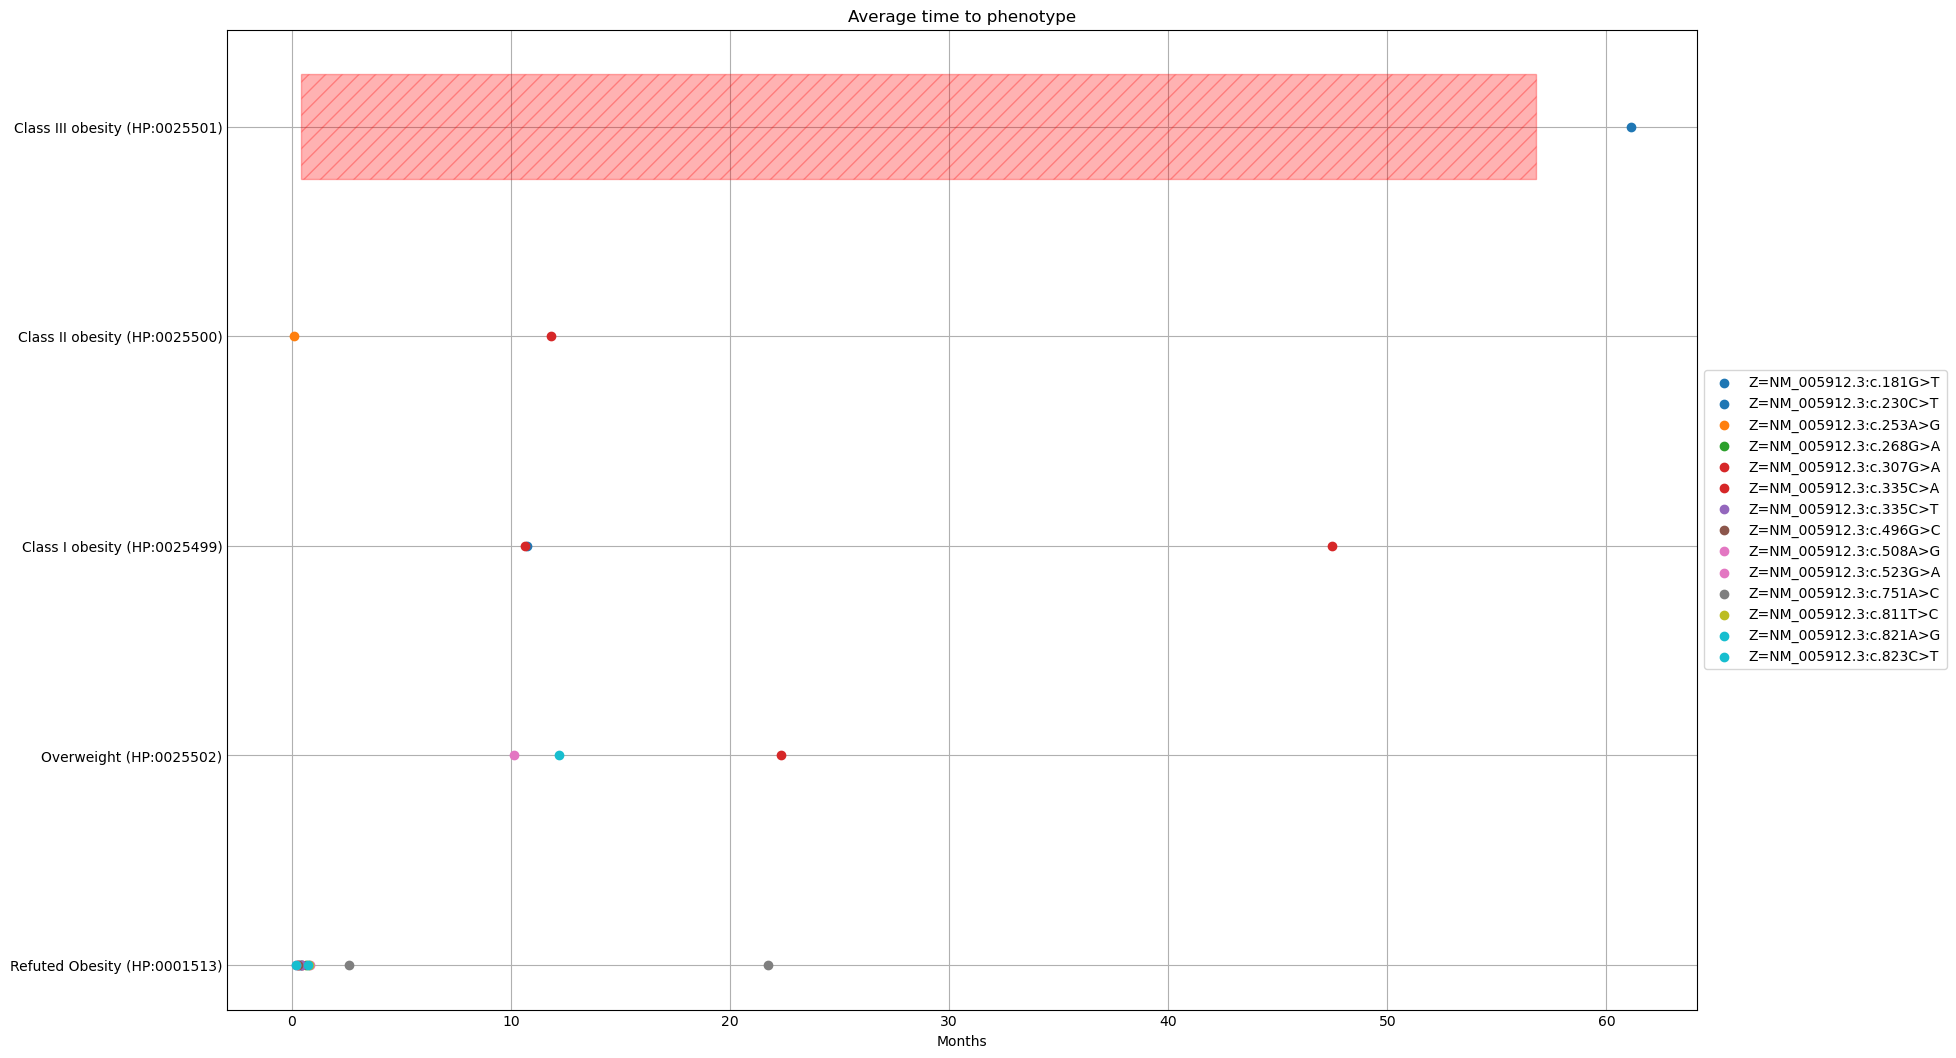 Average time to phenotype
Class III obesity (HP:0025501)
Class II obesity (HP:0025500)
Class I obesity (HP:0025499)
Overweight (HP:0025502)
Refuted Obesity (HP:0001513)
0 10 20 30 40 50 60
Months
Z=NM_005912.3:c.181G>T
Z=NM_005912.3:c.230C>T
Z=NM_005912.3:c.253A>G
Z=NM_005912.3:c.268G>A
Z=NM_005912.3:c.307G>A
Z=NM_005912.3:c.335C>A
Z=NM_005912.3:c.335C>T
Z=NM_005912.3:c.496G>C
Z=NM_005912.3:c.508A>G
Z=NM_005912.3:c.523G>A
Z=NM_005912.3:c.751A>C
Z=NM_005912.3:c.811T>C
Z=NM_005912.3:c.821A>G
Z=NM_005912.3:c.823C>T